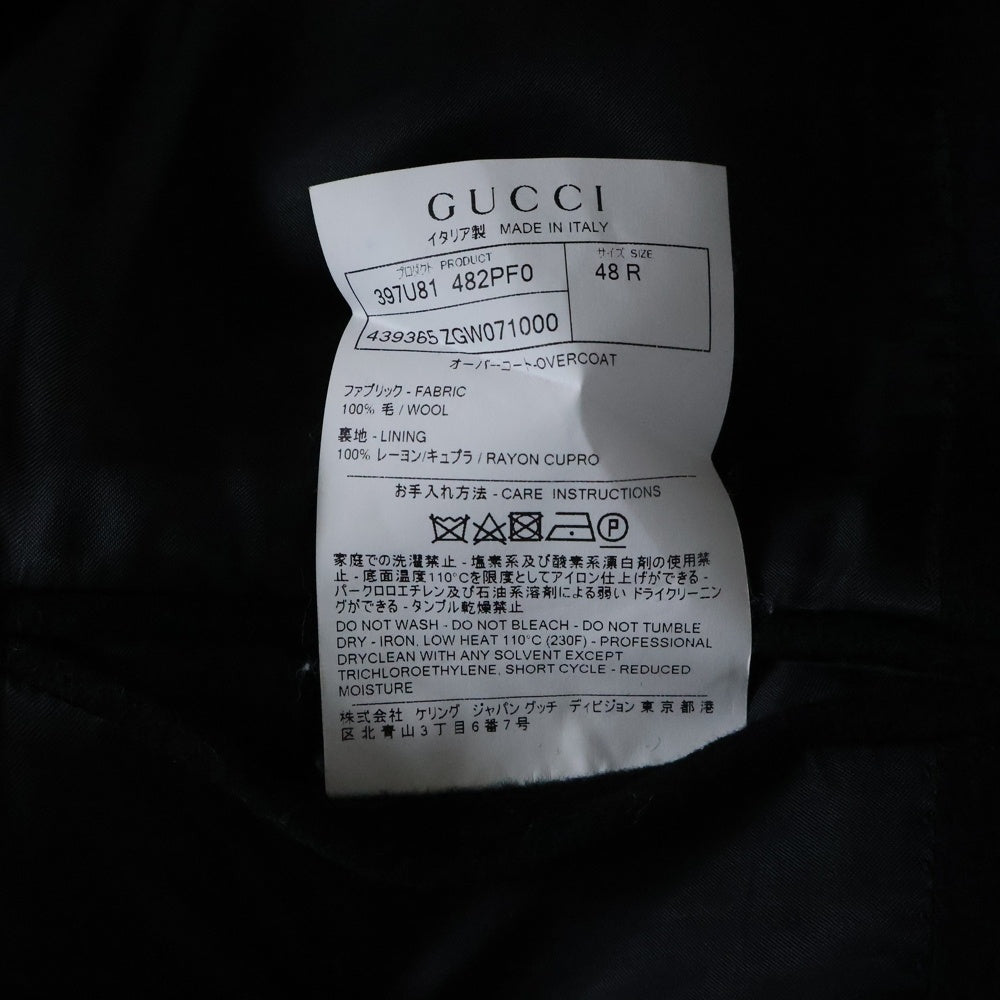 GUCCI
イタリア製 MADE IN ITALY
プロダクト PRODUCT
397U81 482PF0
サイズ SIZE
48 R
439365 ZGW071000
オーバーコート-OVERCOAT
ファブリック - FABRIC
100% 毛 / WOOL
裏地 - LINING
100% レーヨン/キュプラ / RAYON CUPRO
お手入れ方法 - CARE INSTRUCTIONS
P
家庭での洗濯禁止 - 塩素系及び酸素系漂白剤の使用禁
止 - 底面温度110°Cを限度としてアイロン仕上げができる -
パークロロエチレン及び石油系溶剤による弱い ドライクリーニン
グができる - タンブル乾燥禁止
DO NOT WASH - DO NOT BLEACH - DO NOT TUMBLE
DRY - IRON, LOW HEAT 110°C (230F) - PROFESSIONAL
DRYCLEAN WITH ANY SOLVENT EXCEPT
TRICHLOROETHYLENE, SHORT CYCLE - REDUCED
MOISTURE
株式会社 ケリング ジャパン グッチ ディビジョン 東京都港
区北青山3丁目6番7号